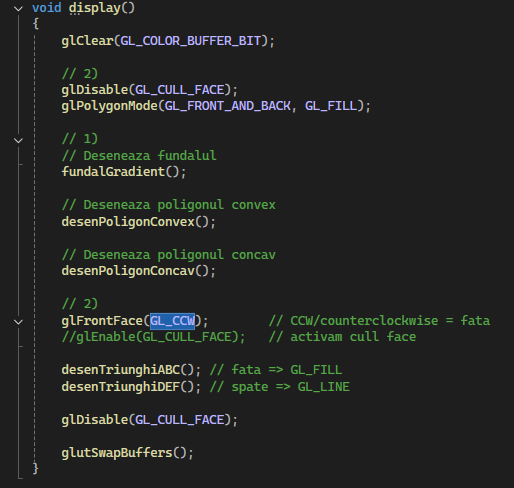 void display()
{
glClear(GL_COLOR_BUFFER_BIT);
// 2)
glDisable(GL_CULL_FACE);
glPolygonMode(GL_FRONT_AND_BACK, GL_FILL);
// 1)
// Deseneaza fundalul
fundalGradient();
// Deseneaza poligonul convex
desenPoligonConvex();
// Deseneaza poligonul concav
desenPoligonConcav();
// 2)
glFrontFace(GL_CCW); // CCW/counterclockwise = fata
//glEnable(GL_CULL_FACE); // activam cull face
desenTriunghiABC(); // fata => GL_FILL
desenTriunghiDEF(); // spate => GL_LINE
glDisable(GL_CULL_FACE);
glutSwapBuffers();
}